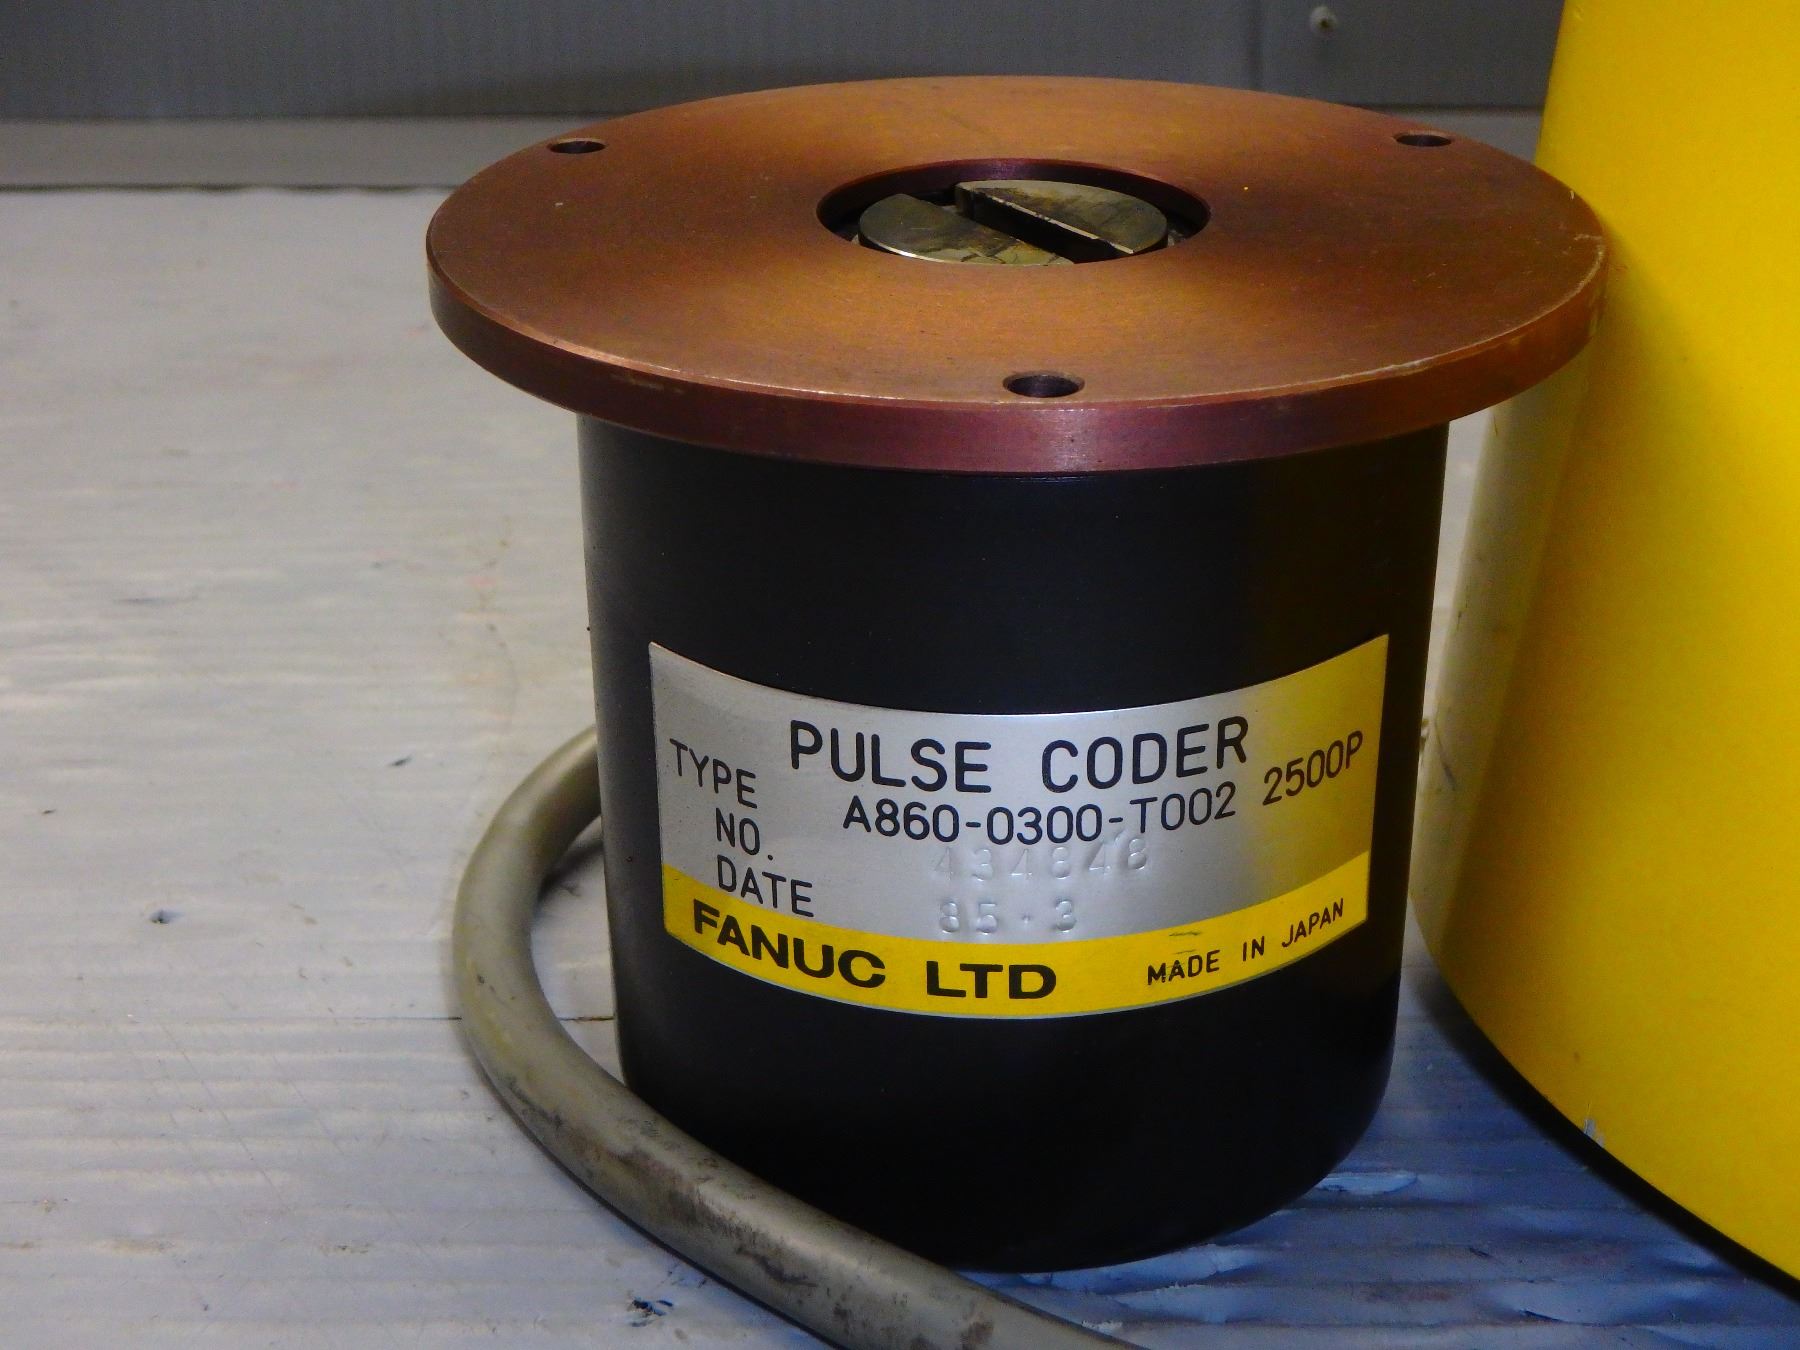 PULSE CODER
TYPE A860-0300-T002 2500P
NO. 434848
DATE 85·3
FANUC LTD MADE IN JAPAN